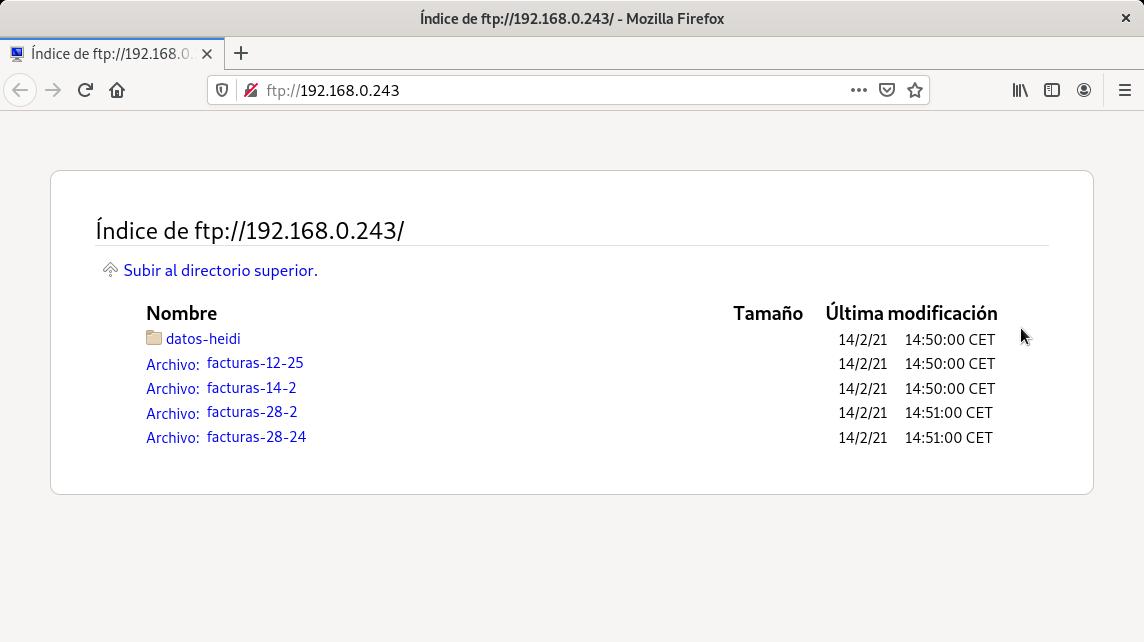 Índice de ftp://192.168.0.243/ - Mozilla Firefox
Índice de ftp://192.168.0.
ftp://192.168.0.243
Índice de ftp://192.168.0.243/
Subir al directorio superior.
Nombre Tamaño Última modificación
datos-heidi 14/2/21 14:50:00 CET
Archivo: facturas-12-25 14/2/21 14:50:00 CET
Archivo: facturas-14-2 14/2/21 14:50:00 CET
Archivo: facturas-28-2 14/2/21 14:51:00 CET
Archivo: facturas-28-24 14/2/21 14:51:00 CET